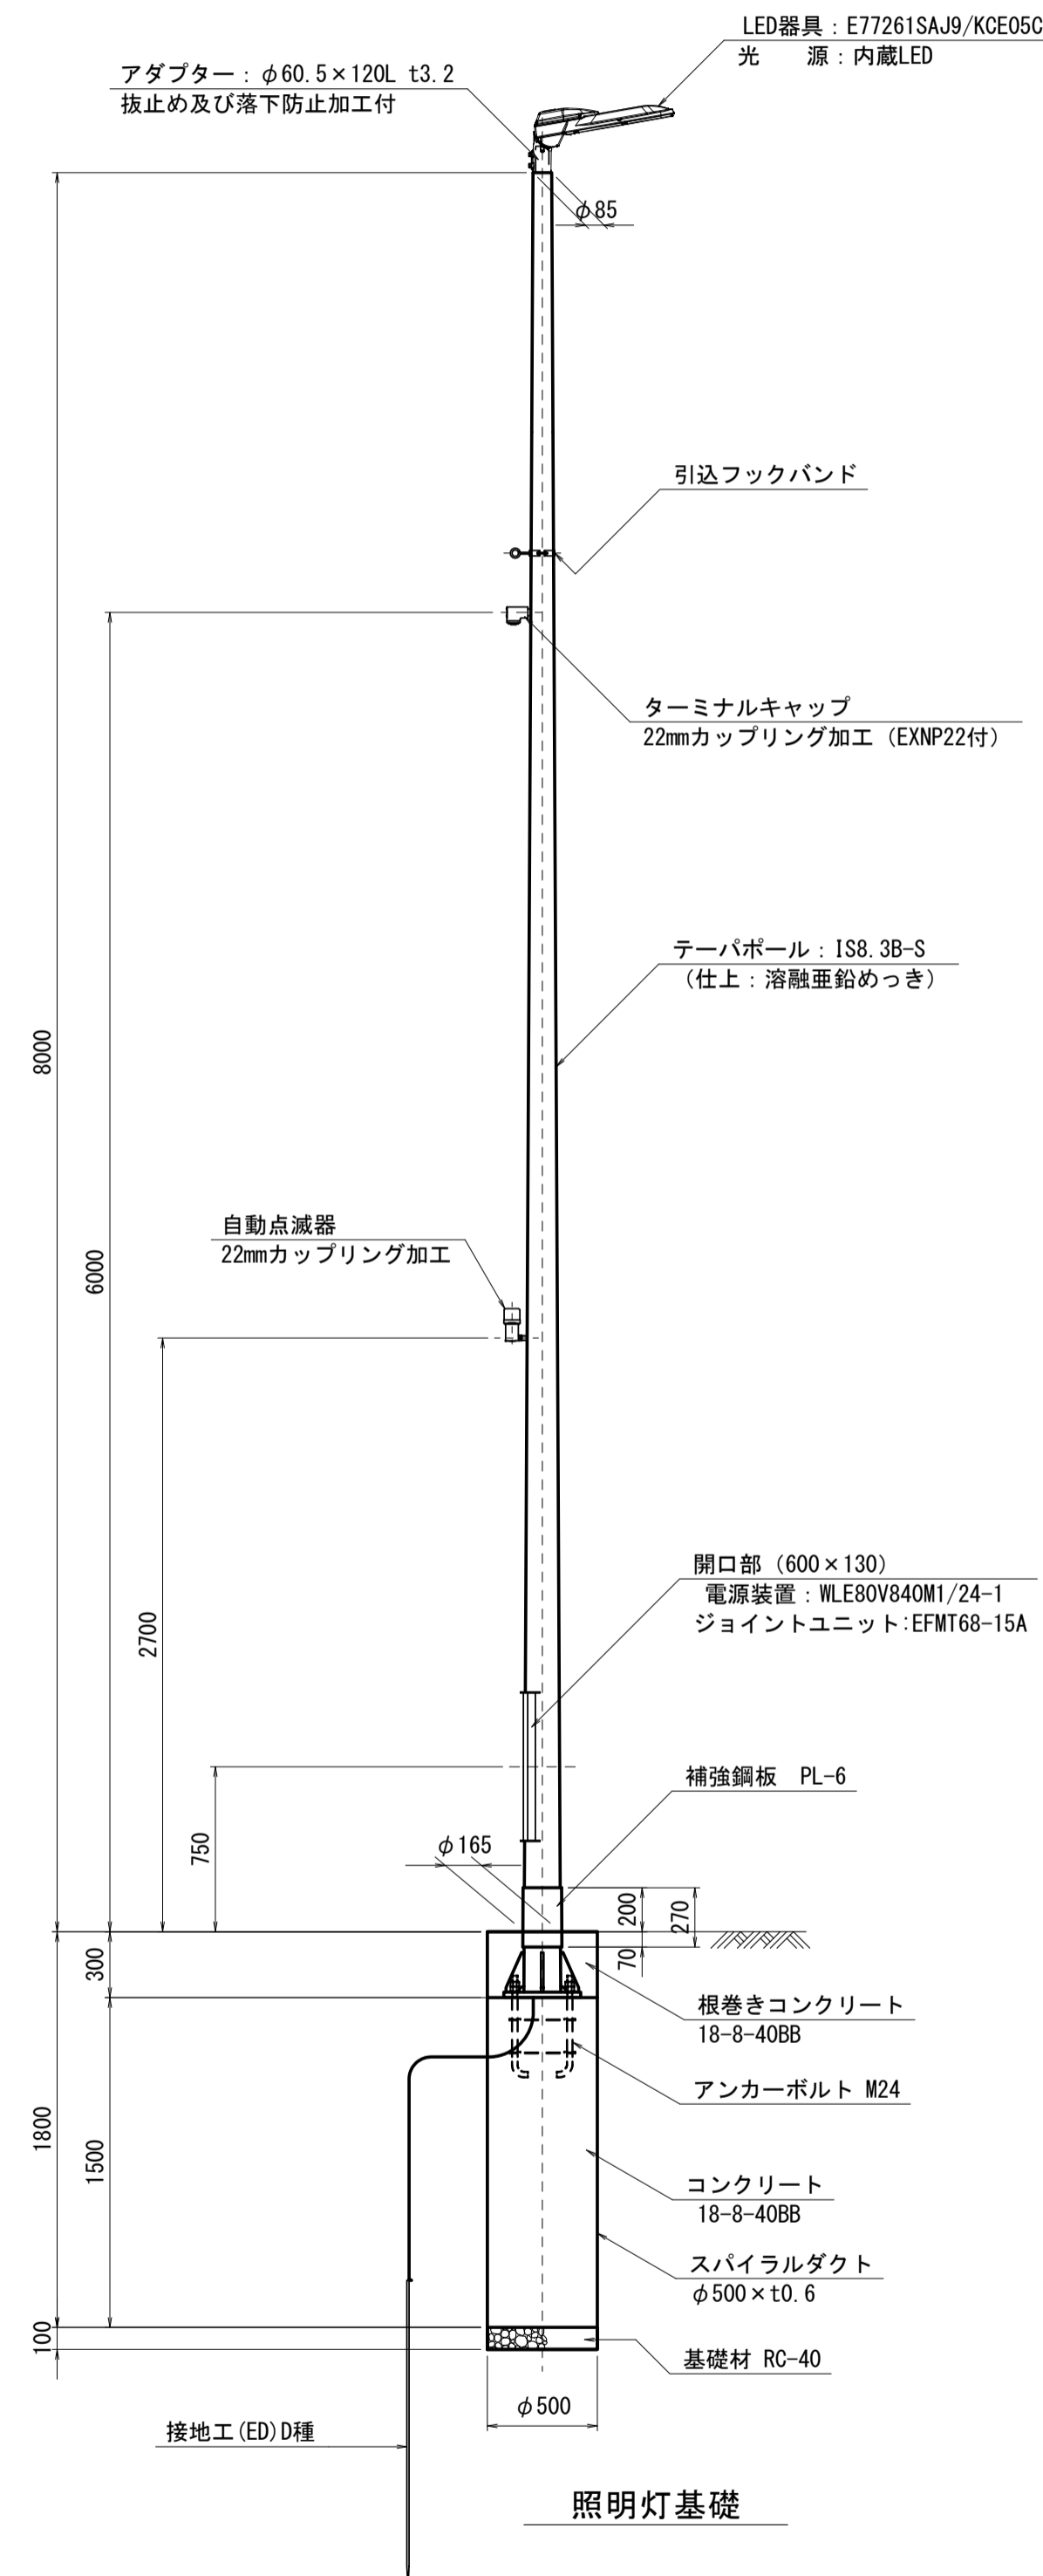 LED器具：E77261SAJ9/KCE05C
光　　源：内蔵LED
アダプター：φ60.5×120L t3.2
抜止め及び落下防止加工付
φ85
引込フックバンド
ターミナルキャップ
22mmカップリング加工（EXNP22付）
テーパポール：IS8.3B-S
（仕上：溶融亜鉛めっき）
8000
自動点滅器
22mmカップリング加工
6000
開口部（600×130）
電源装置：WLE80V840M1/24-1
ジョイントユニット：EFMT68-15A
2700
補強鋼板　PL-6
φ165
750
200
270
70
300
根巻きコンクリート
18-8-40BB
アンカーボルト M24
1800
1500
コンクリート
18-8-40BB
スパイラルダクト
φ500×t0.6
100
基礎材 RC-40
φ500
接地工(ED)D種
照明灯基礎